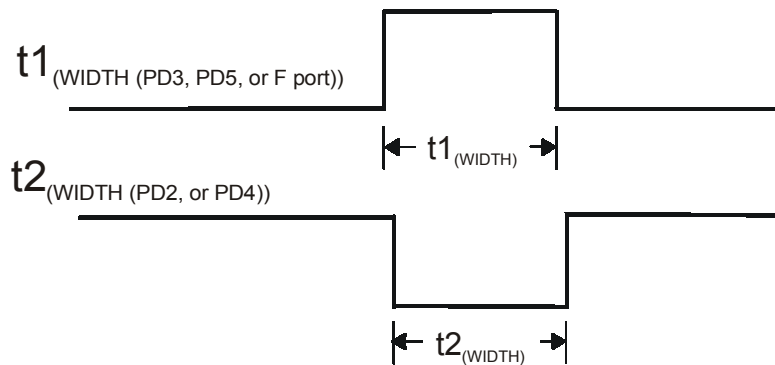 t1(WIDTH (PD3, PD5, or F port))
t1(WIDTH)
t2(WIDTH (PD2, or PD4))
t2(WIDTH)